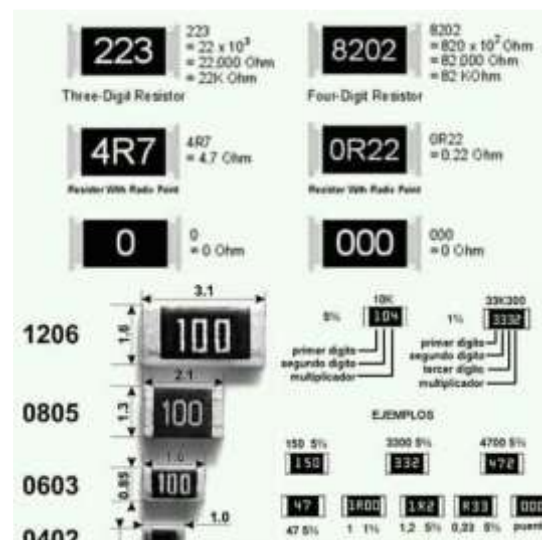 223
223
= 22 x 10³
= 22.000 Ohm
= 22K Ohm
Three-Digit Resistor
8202
8202
= 820 x 10² Ohm
= 82.000 Ohm
= 82 KOhm
Four-Digit Resistor
4R7
4R7
= 4.7 Ohm
Resistor With Radix Point
0R22
0R22
= 0.22 Ohm
Resistor With Radix Point
0
0
= 0 Ohm
000
000
= 0 Ohm
1206
3.1
1.6
100
0805
2.1
1.3
100
0603
1.6
0.85
100
0402
1.0
10K
5%
104
primer digito
segundo digito
multiplicador
33K300
1%
3332
primer digito
segundo digito
tercer digito
multiplicador
EJEMPLOS
150 5%
150
3300 5%
332
4700 5%
472
47
47 5%
1R00
1 1%
1R2
1,2 5%
R33
5%
000